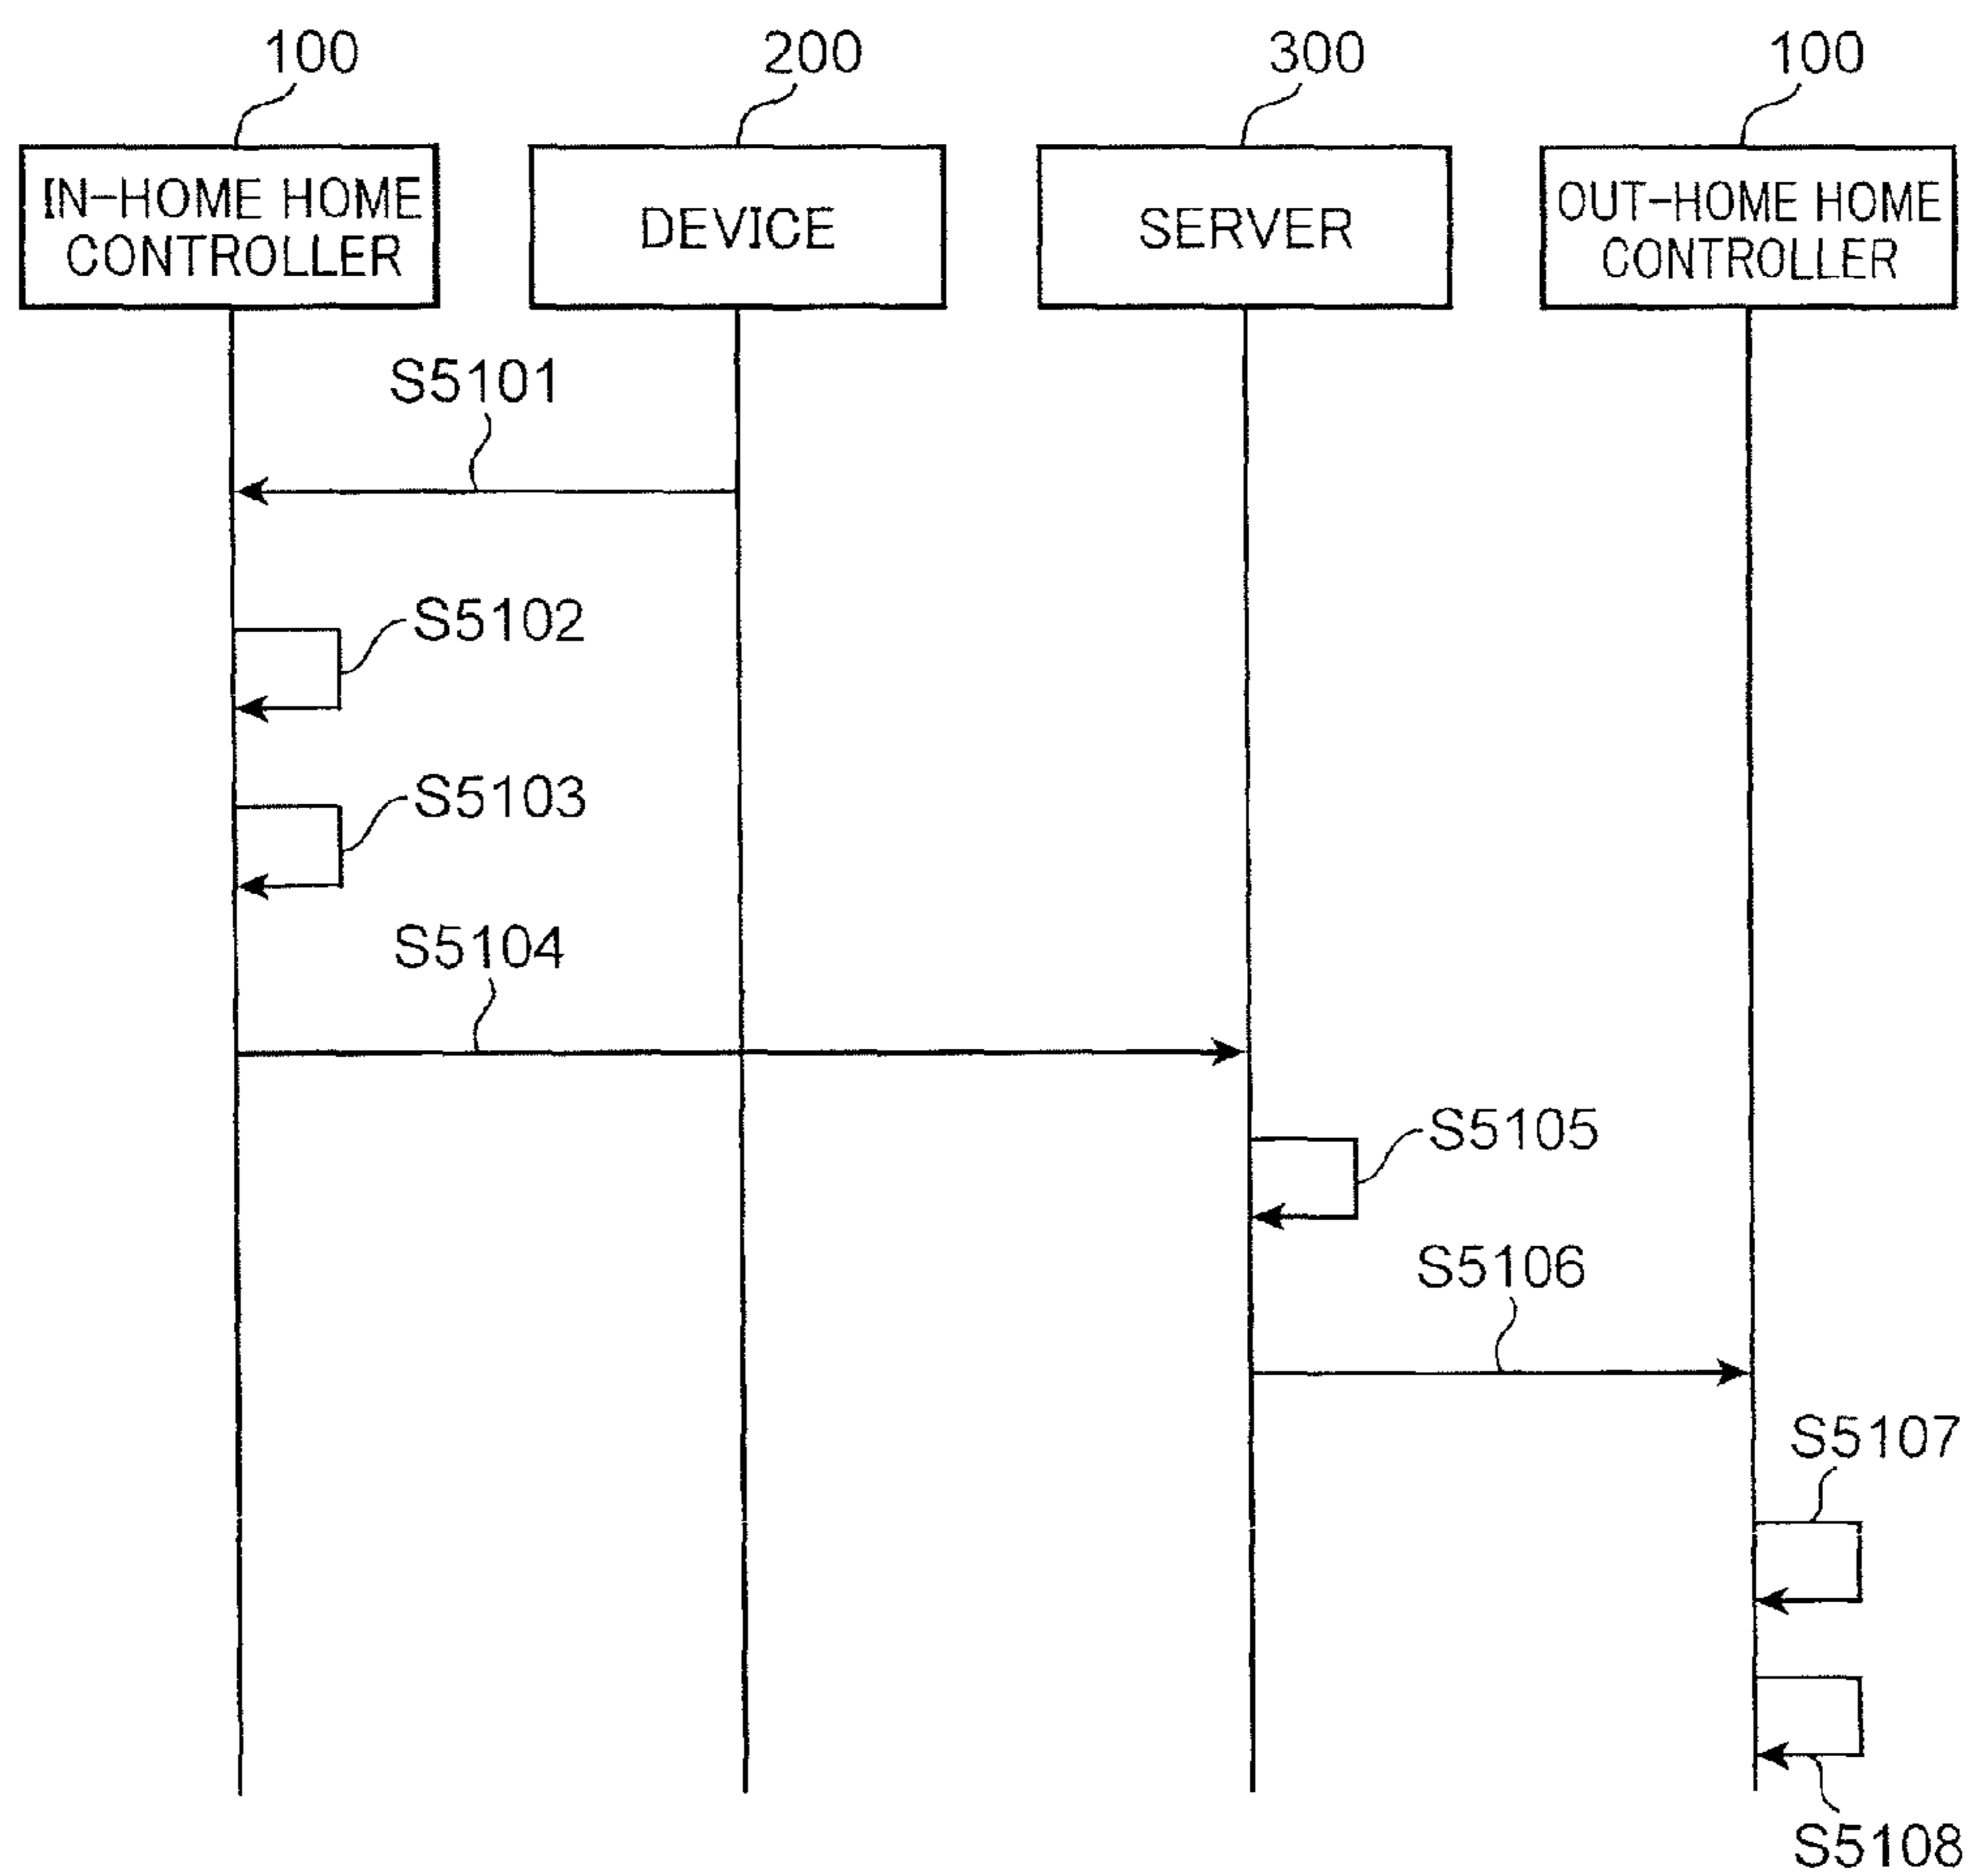 100
200
300
100
IN-HOME HOME
CONTROLLER
DEVICE
SERVER
OUT-HOME HOME
CONTROLLER
S5101
S5102
S5103
S5104
S5105
S5106
S5107
S5108